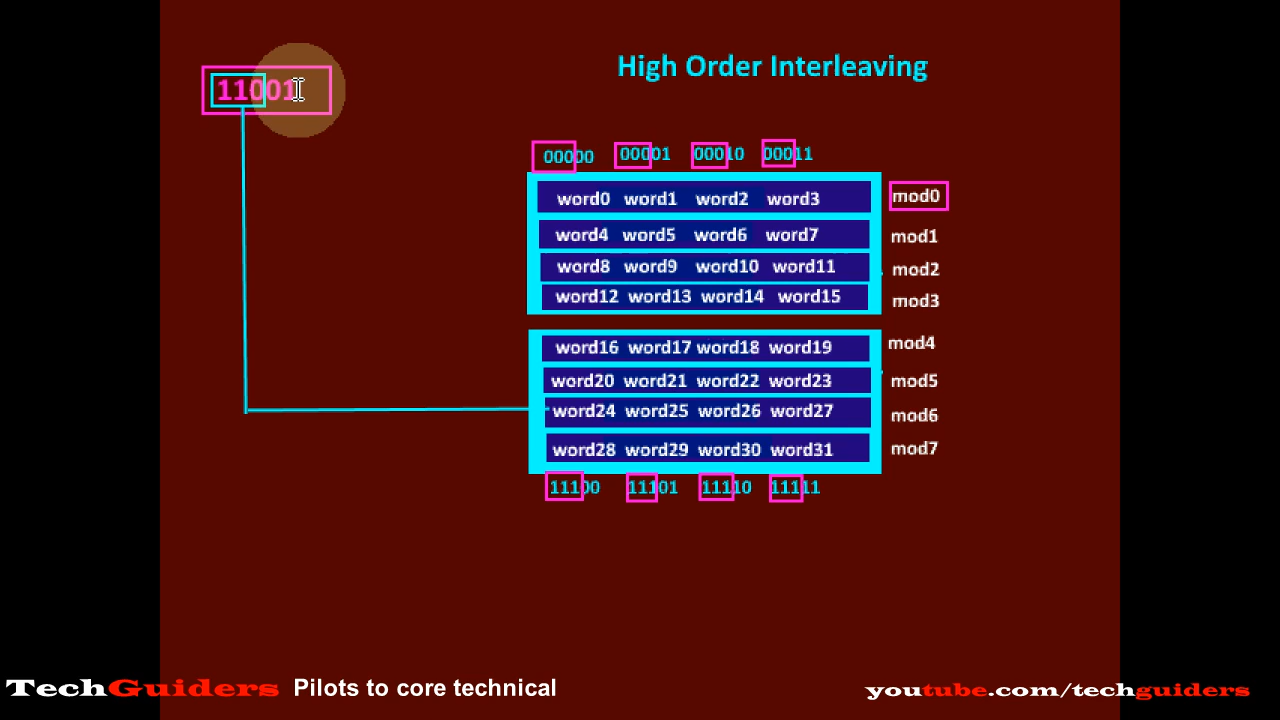 High Order Interleaving
11001
00000 00001 00010 00011
word0 word1 word2 word3 mod0
word4 word5 word6 word7 mod1
word8 word9 word10 word11 mod2
word12 word13 word14 word15 mod3
word16 word17 word18 word19 mod4
word20 word21 word22 word23 mod5
word24 word25 word26 word27 mod6
word28 word29 word30 word31 mod7
11100 11101 11110 11111
TechGuiders Pilots to core technical youtube.com/techguiders